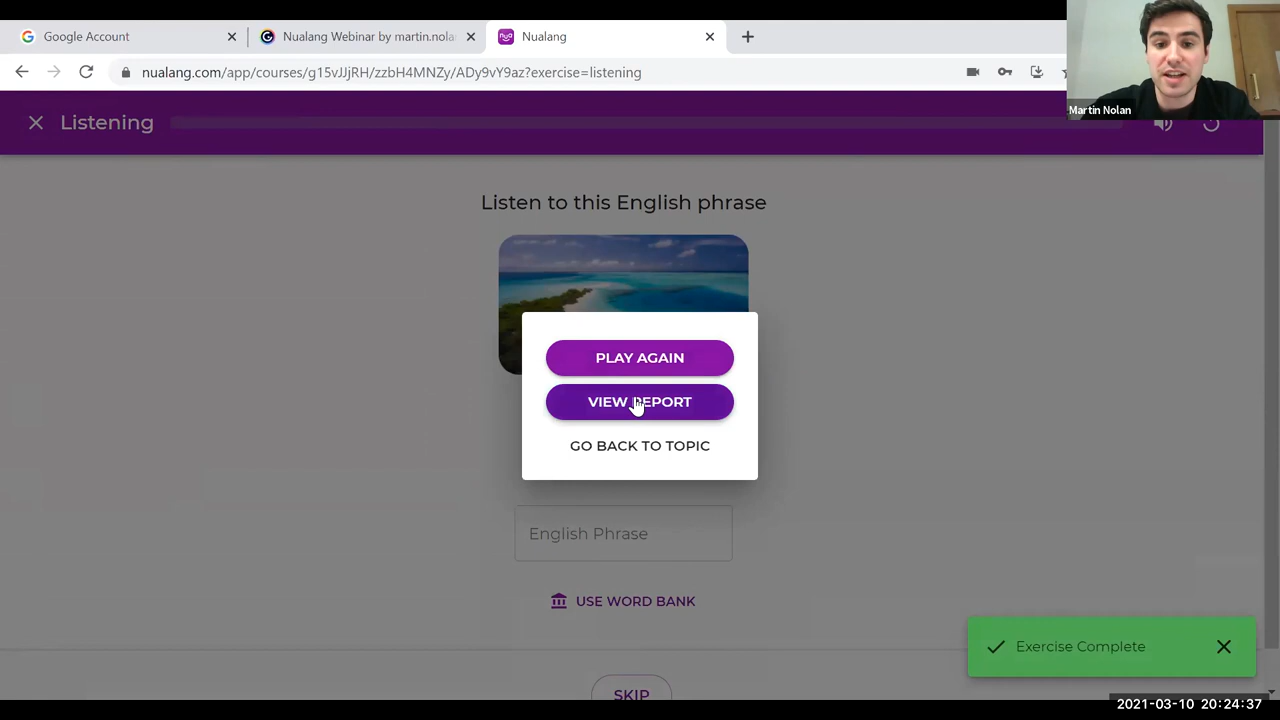 Google Account
Nualang Webinar by martin.nola
Nualang
nualang.com/app/courses/g15vJJjRH/zzbH4MNZy/ADy9vY9az?exercise=listening
Martin Nolan
Listening
Listen to this English phrase
PLAY AGAIN
VIEW REPORT
GO BACK TO TOPIC
English Phrase
USE WORD BANK
Exercise Complete
SKIP
2021-03-10 20:24:37